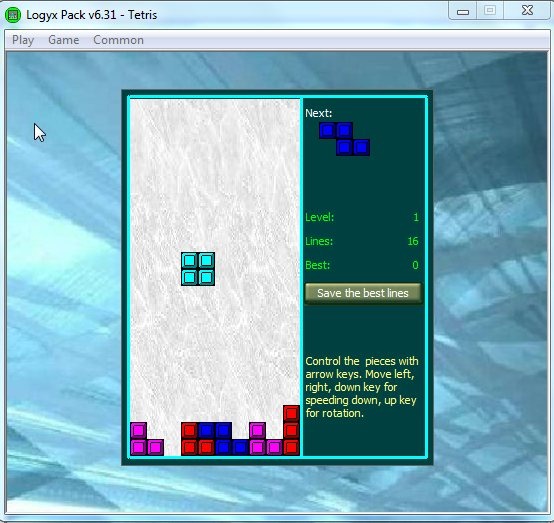 Logyx Pack v6.31 - Tetris
Play Game Common
Next:
Level: 1
Lines: 16
Best: 0
Save the best lines
Control the  pieces with
arrow keys. Move left,
right, down key for
speeding down, up key
for rotation.